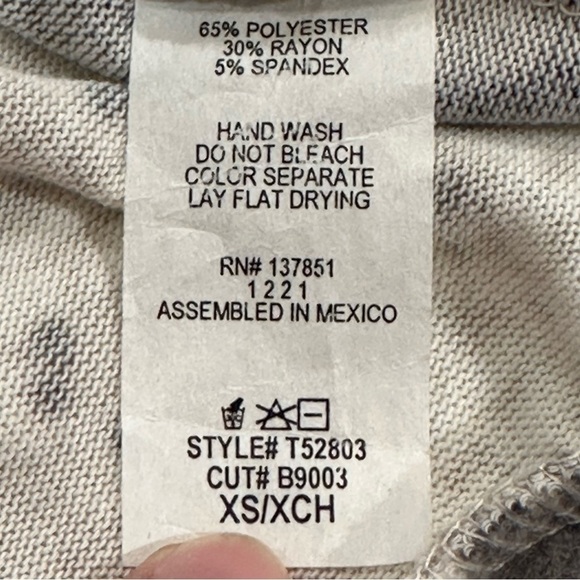 65% POLYESTER
30% RAYON
5% SPANDEX
HAND WASH
DO NOT BLEACH
COLOR SEPARATE
LAY FLAT DRYING
RN# 137851
1 2 2 1
ASSEMBLED IN MEXICO
STYLE# T52803
CUT# B9003
XS/XCH